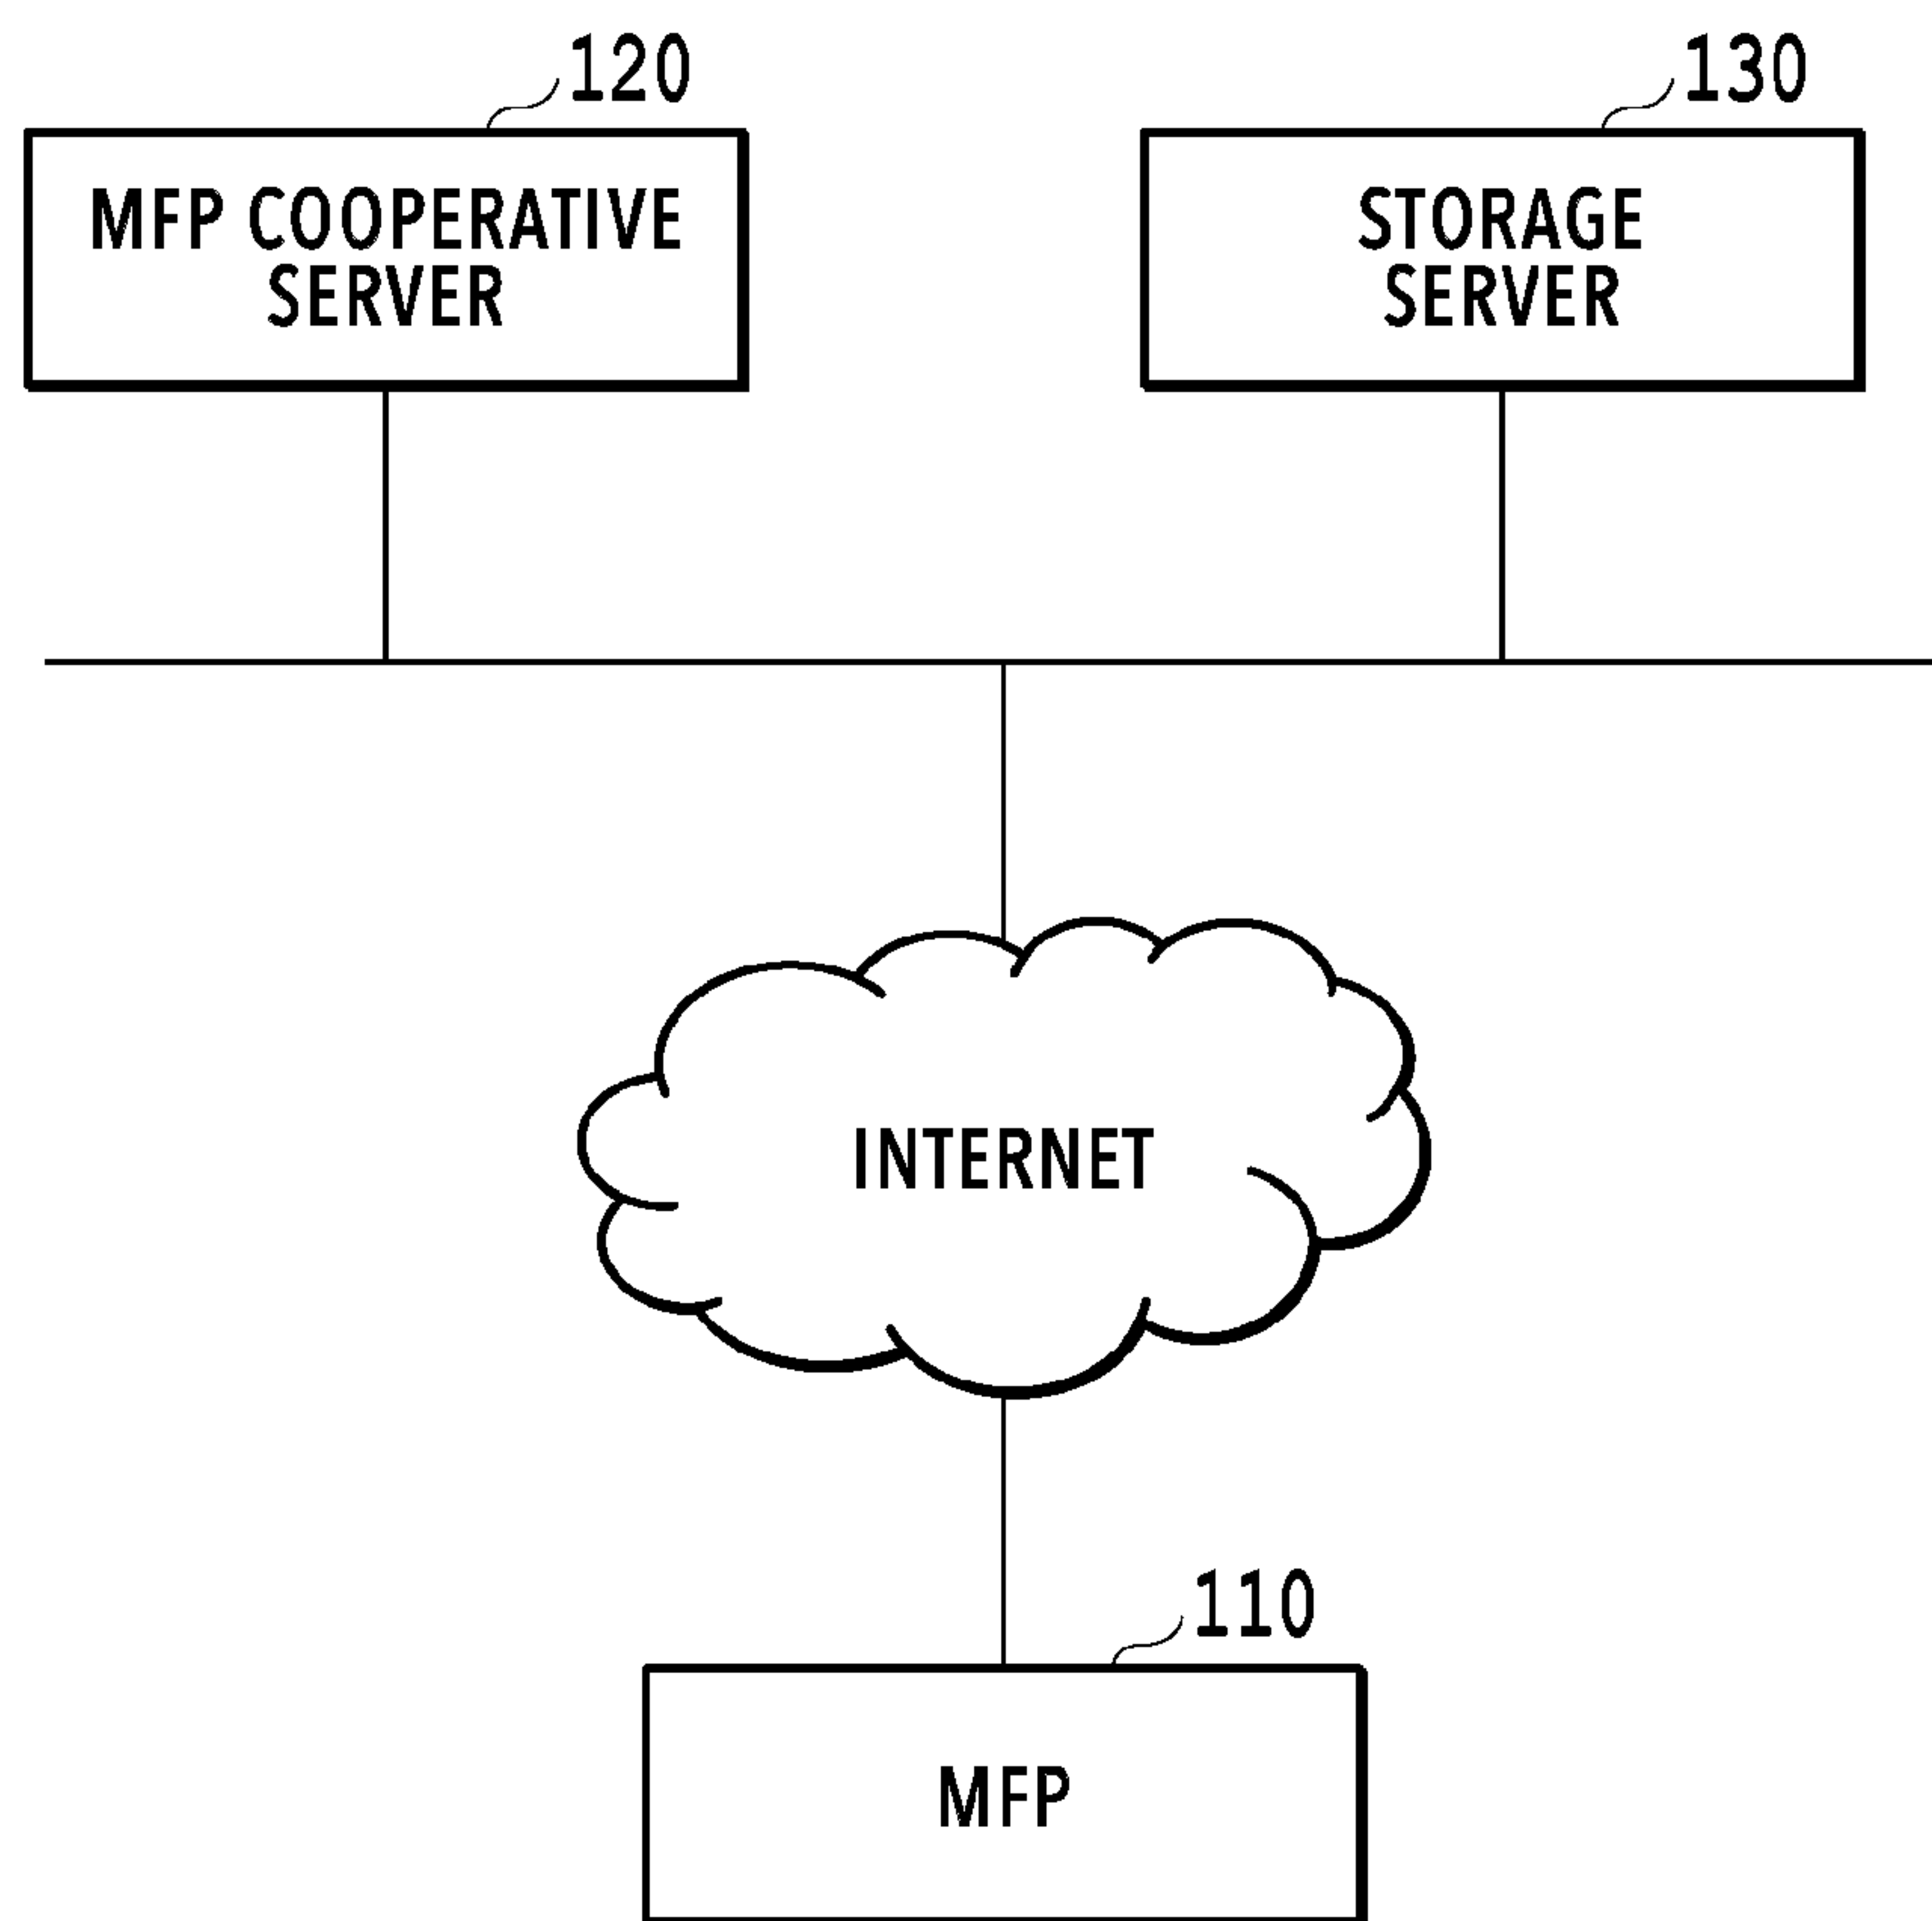 120
130
MFP COOPERATIVE
SERVER
STORAGE
SERVER
INTERNET
110
MFP